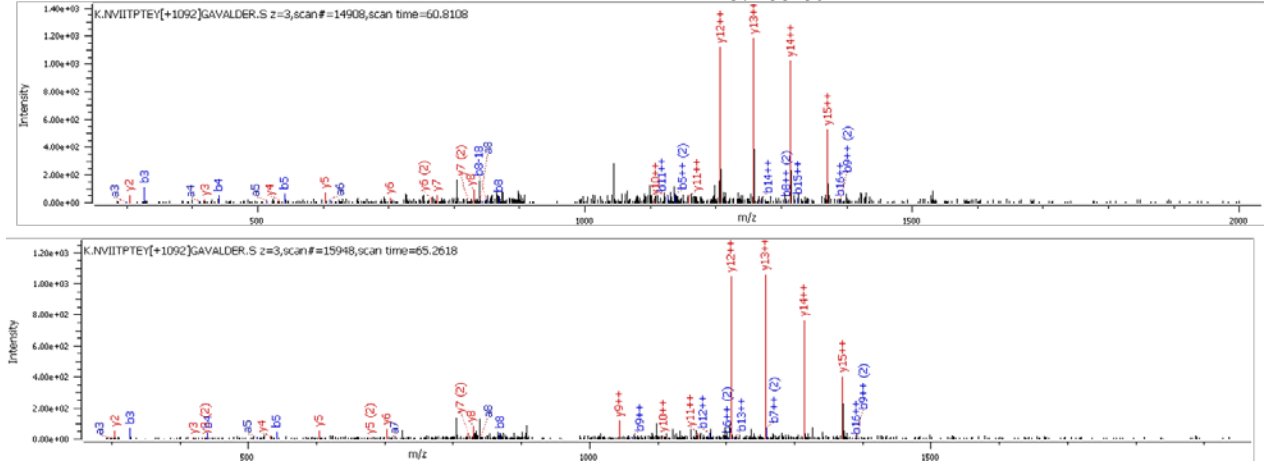 K.NVIITPTEY[+1092]GAVALDER.S z=3,scan#=14908,scan time=60.8108
Intensity
1.40e+03
1.20e+03
1.00e+03
8.00e+02
6.00e+02
4.00e+02
2.00e+02
0.00e+00
a3
y2
b3
a4
y3
b4
a5
y4
b5
y5
a6
y6
y6 (2)
y7
y7 (2)
y8
b8-18
a8
b8
y10++
b11++
b5++ (2)
y11++
y12++
y13++
b14++
b8++ (2)
y14++
b15++
y15++
b16++
b9++ (2)
500
1000
1500
2000
m/z
K.NVIITPTEY[+1092]GAVALDER.S z=3,scan#=15948,scan time=65.2618
Intensity
1.20e+03
1.00e+03
8.00e+02
6.00e+02
4.00e+02
2.00e+02
0.00e+00
a3
y2
b3
y3
b4
a5
y4
b5
y5
y5 (2)
y6
a7
y7 (2)
y8
a8
b8
y9++
b9++
y10++
y11++
b12++
y12++
b13++
y13++
b7++ (2)
y14++
y15++
b16++
b9++ (2)
500
1000
1500
m/z